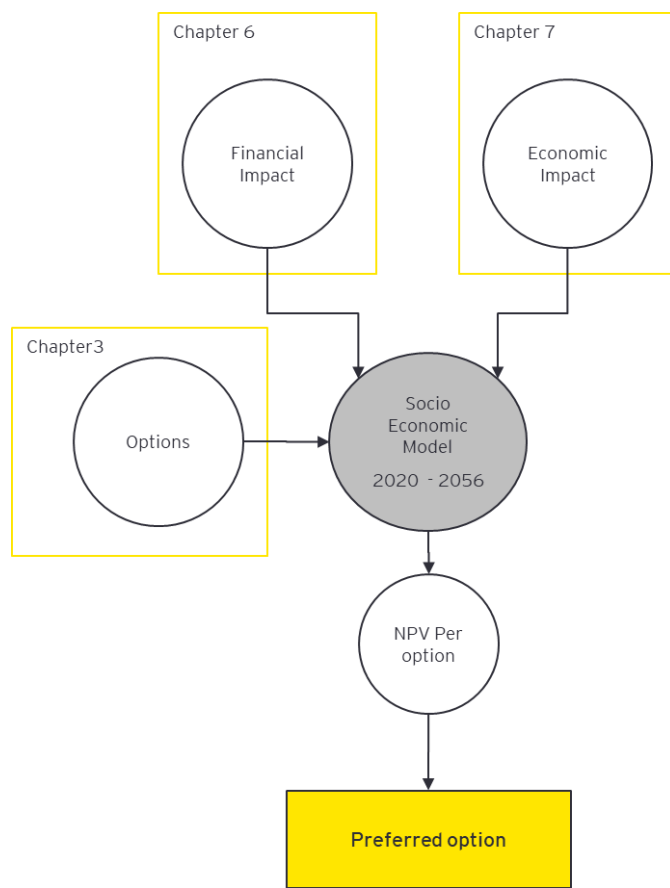 Chapter 6
Financial
Impact
Chapter 7
Economic
Impact
Chapter3
Options
Socio
Economic
Model
2020 - 2056
NPV Per
option
Preferred option